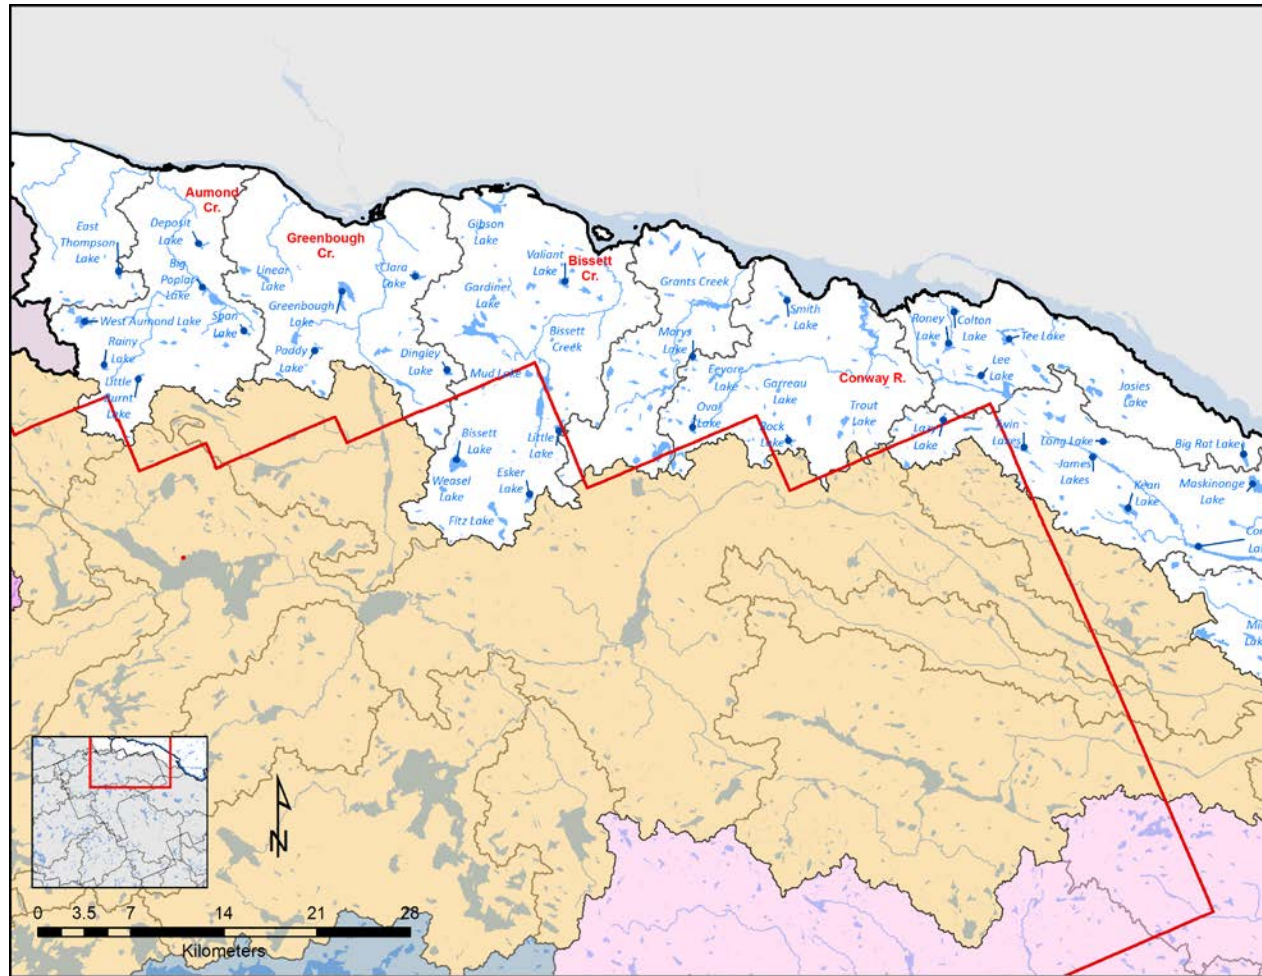 Aumond
Cr.
East
Thompson
Lake
Deposit
Lake
Greenbough
Cr.
Gibson
Lake
Valiant
Lake
Bissett
Cr.
Big
Poplar
Lake
Linear
Lake
Clara
Lake
Grants Creek
Gardiner
Lake
Greenbough
Lake
Smith
Lake
Roney
Lake
Colton
Lake
Tee Lake
West Aumond Lake
Span
Lake
Bissett
Creek
Marys
Lake
Rainy
Lake
Paddy
Lake
Dingley
Lake
Mud Lake
Eeyore
Lake
Garreau
Lake
Conway R.
Lee
Lake
Josies
Lake
Little
Burnt
Lake
Oval
Lake
Rock
Lake
Trout
Lake
Lazy
Lake
Twin
Lakes
Long Lake
Big Rat Lake
Bissett
Lake
Little
Lake
James
Lakes
Maskinonge
Lake
Weasel
Lake
Esker
Lake
Kean
Lake
Fitz Lake
Cor
Lak
Mi
Lak
N
0 3.5 7 14 21 28
Kilometers